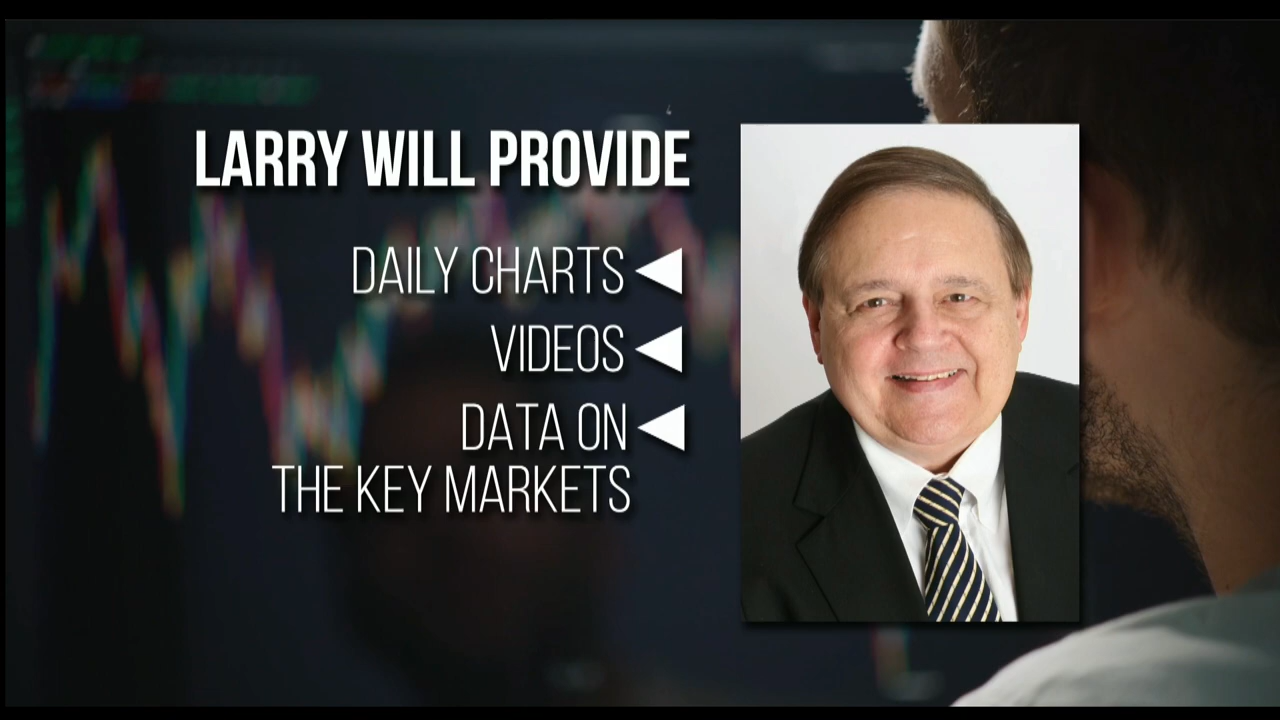 LARRY WILL PROVIDE
DAILY CHARTS
VIDEOS
DATA ON
THE KEY MARKETS